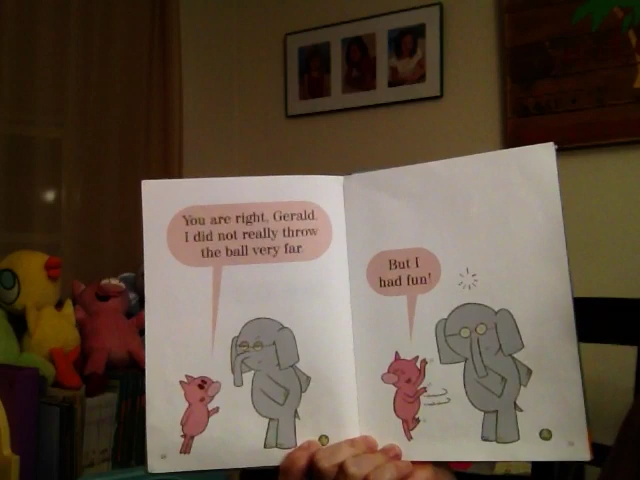 You are right, Gerald.
I did not really throw
the ball very far.
But I
had fun!